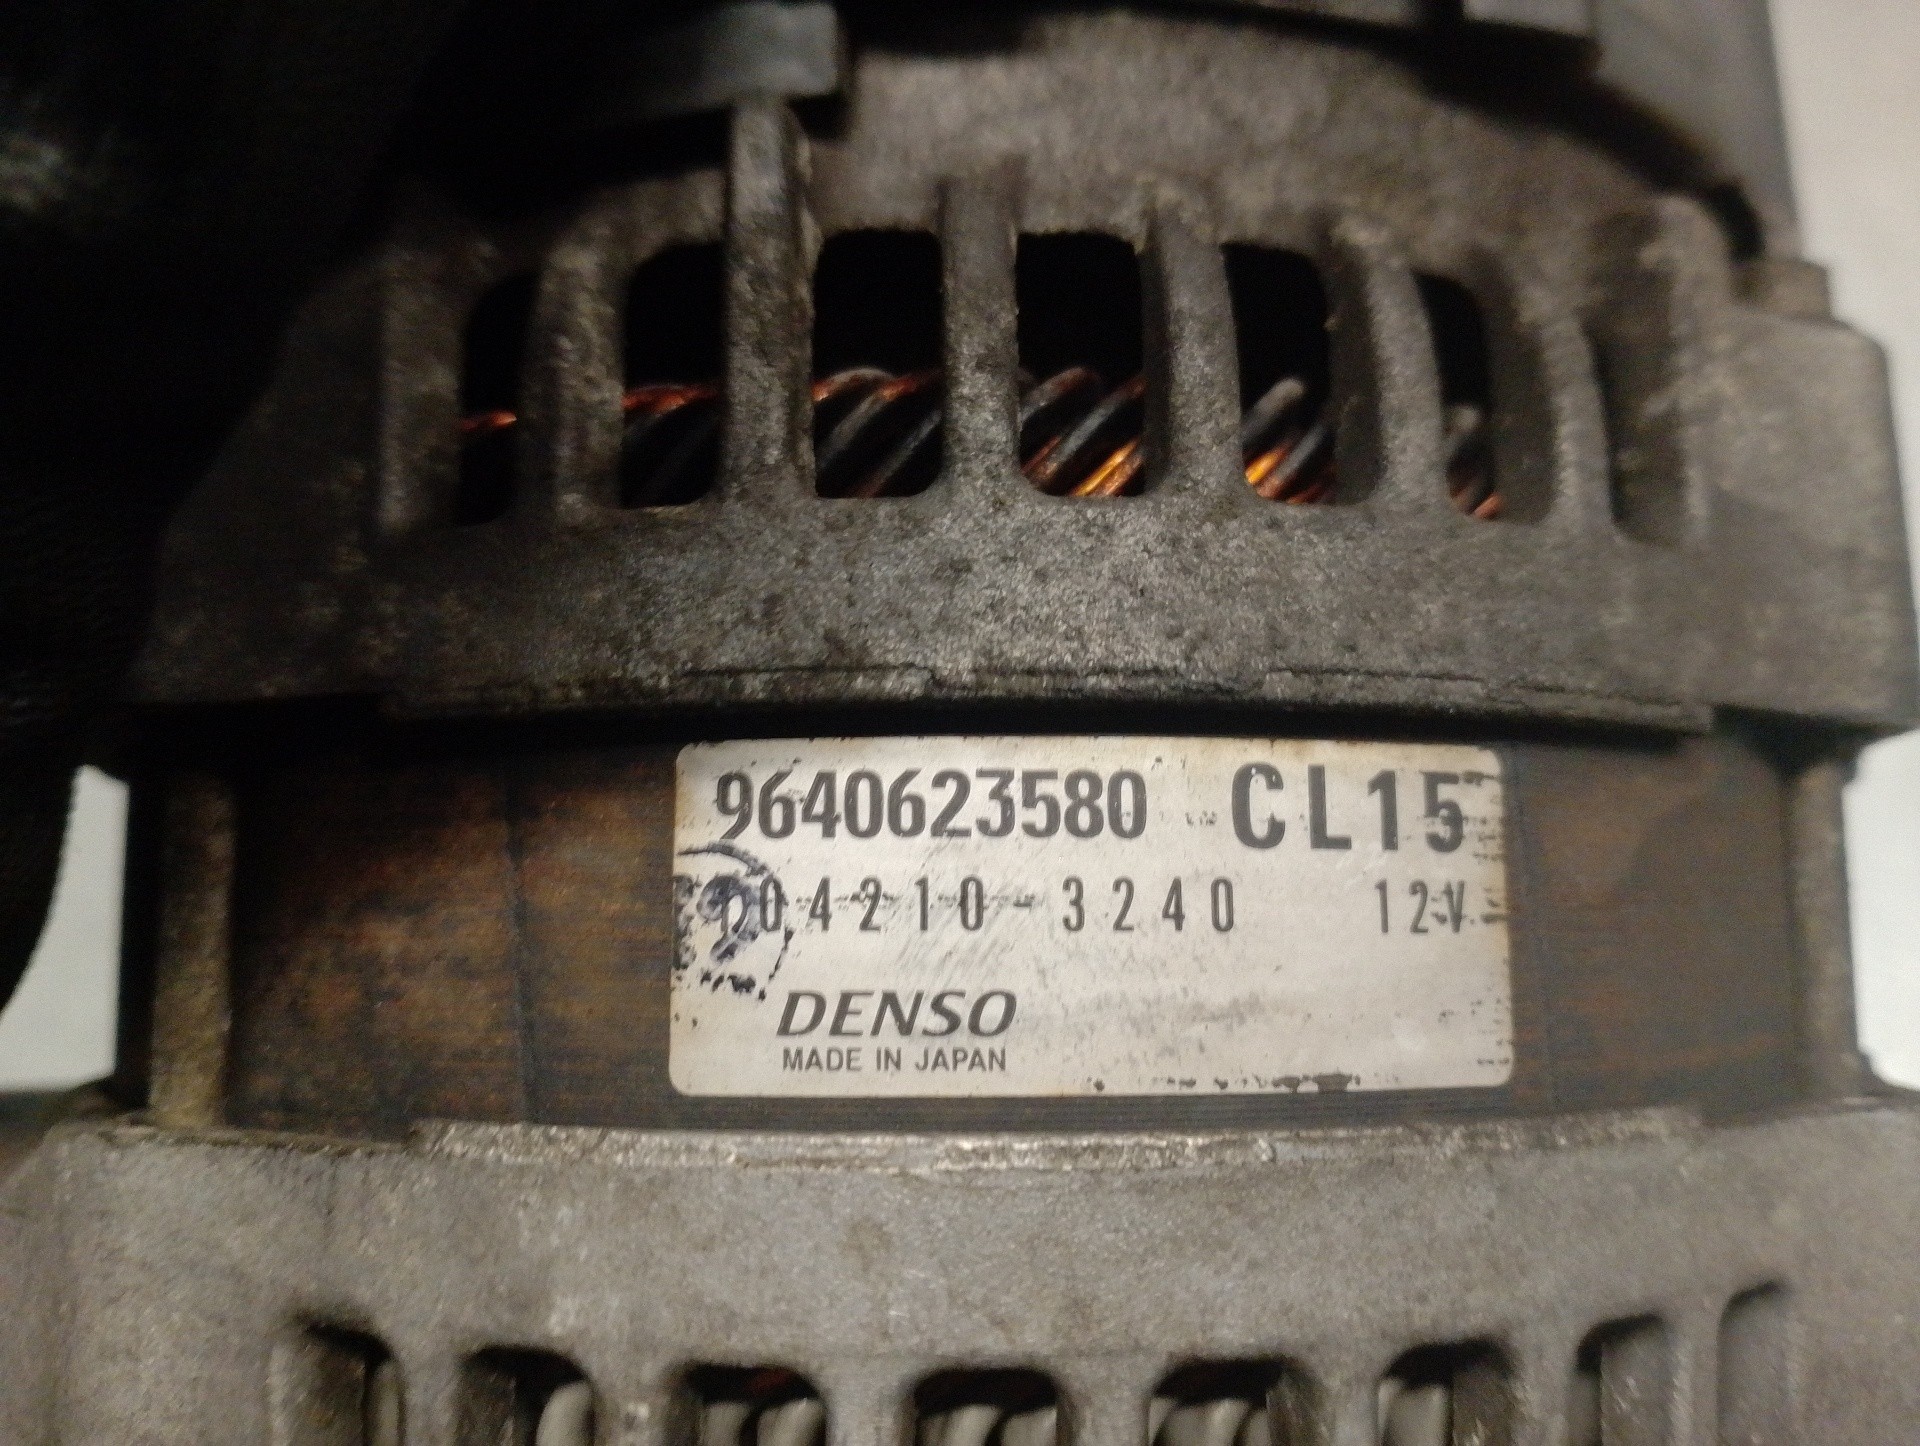 9640623580 CL15
104210-3240 12V
DENSO
MADE IN JAPAN